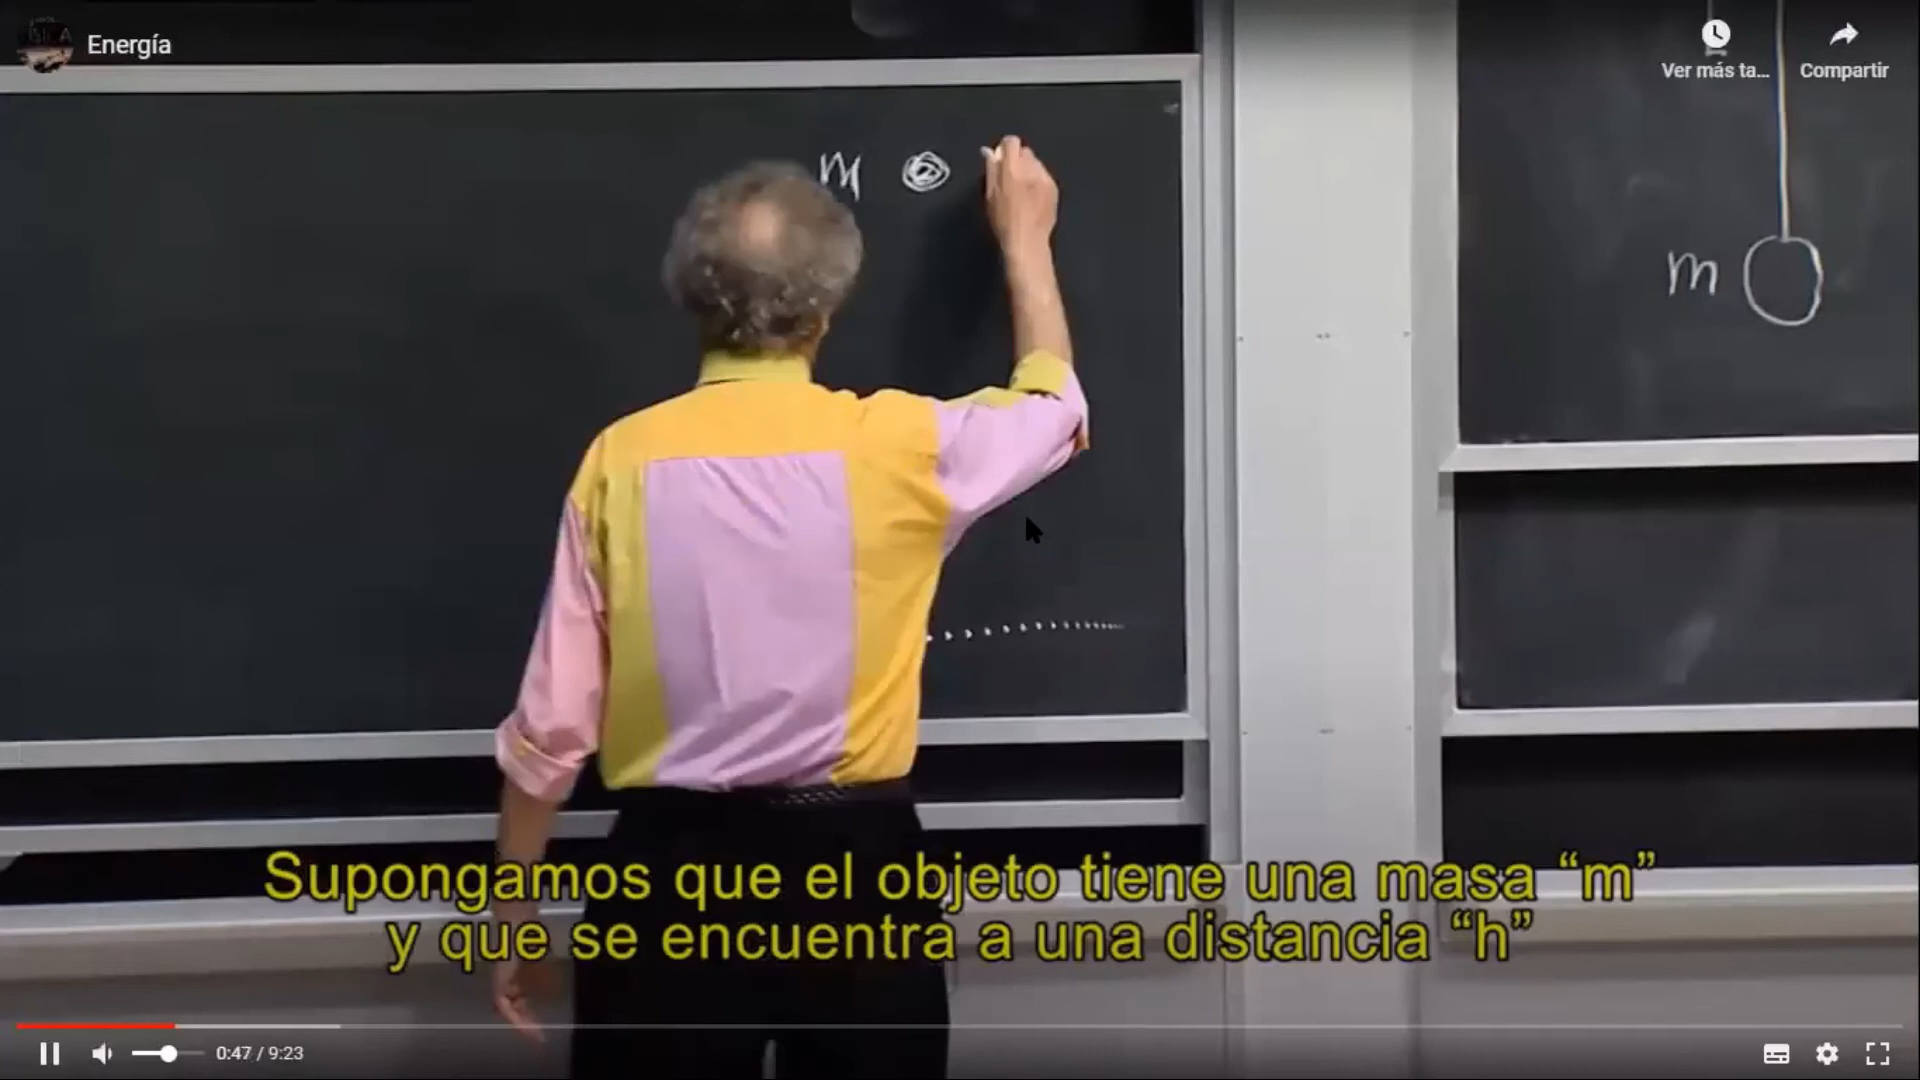 Energía
Ver más ta...
Compartir
m
m
Supongamos que el objeto tiene una masa “m”
y que se encuentra a una distancia “h”
0:47 / 9:23